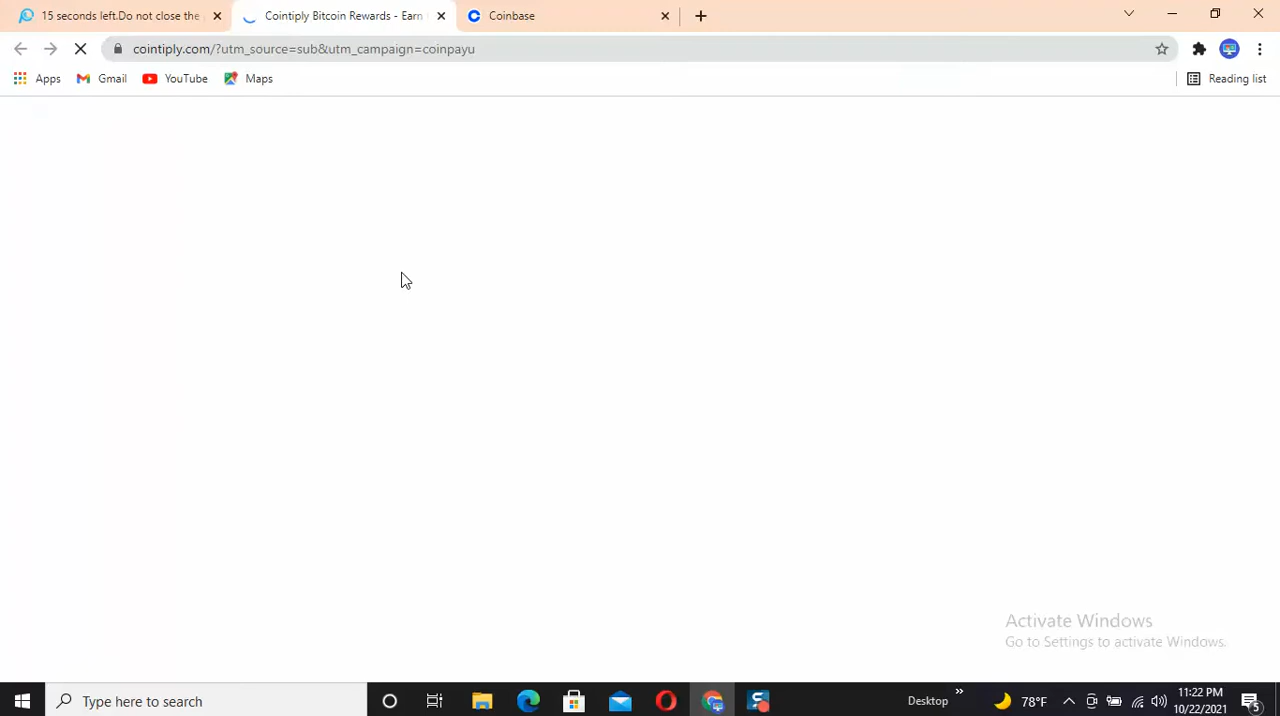 15 seconds left.Do not close the
Cointiply Bitcoin Rewards - Earn
Coinbase
cointiply.com/?utm_source=sub&utm_campaign=coinpayu
Apps
Gmail
YouTube
Maps
Reading list
Activate Windows
Go to Settings to activate Windows.
Type here to search
Desktop
78°F
11:22 PM
10/22/2021
5